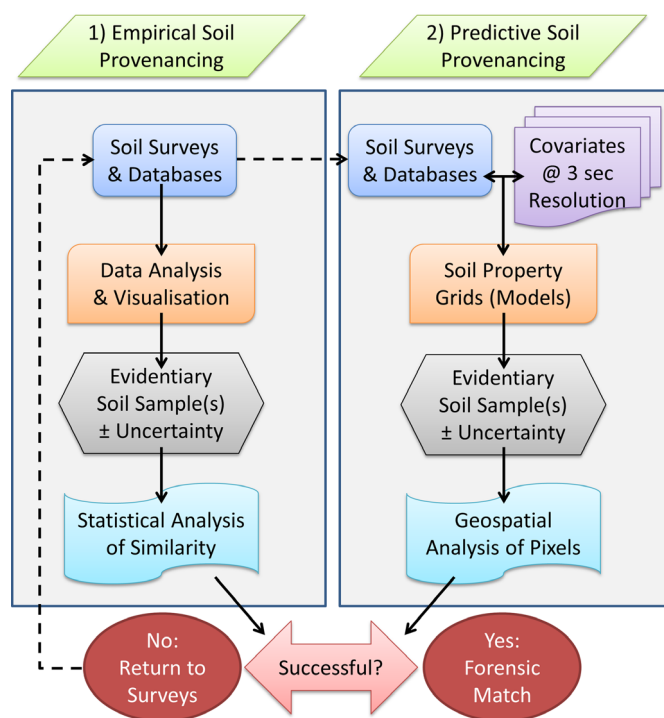 1) Empirical Soil
Provenancing
2) Predictive Soil
Provenancing
Soil Surveys
& Databases
Soil Surveys
& Databases
Covariates
@ 3 sec
Resolution
Data Analysis
& Visualisation
Soil Property
Grids (Models)
Evidentiary
Soil Sample(s)
± Uncertainty
Evidentiary
Soil Sample(s)
± Uncertainty
Statistical Analysis
of Similarity
Geospatial
Analysis of Pixels
No:
Return to
Surveys
Successful?
Yes:
Forensic
Match